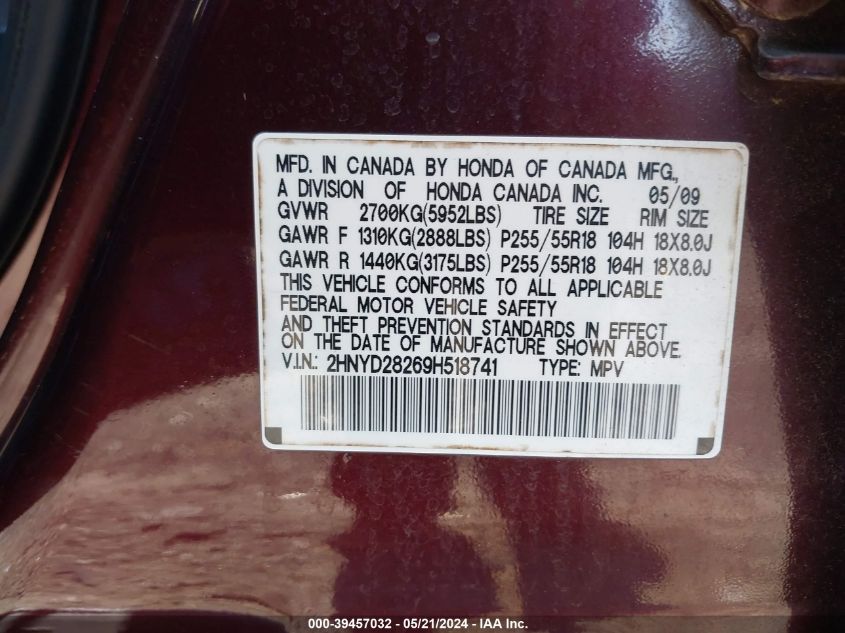 MFD. IN CANADA BY HONDA OF CANADA MFG.,
A DIVISION OF HONDA CANADA INC. 05/09
GVWR 2700KG(5952LBS) TIRE SIZE RIM SIZE
GAWR F 1310KG(2888LBS) P255/55R18 104H 18X8.0J
GAWR R 1440KG(3175LBS) P255/55R18 104H 18X8.0J
THIS VEHICLE CONFORMS TO ALL APPLICABLE
FEDERAL MOTOR VEHICLE SAFETY
AND THEFT PREVENTION STANDARDS IN EFFECT
ON THE DATE OF MANUFACTURE SHOWN ABOVE.
V.I.N.: 2HNYD28269H518741 TYPE: MPV
000-39457032 - 05/21/2024 - IAA Inc.